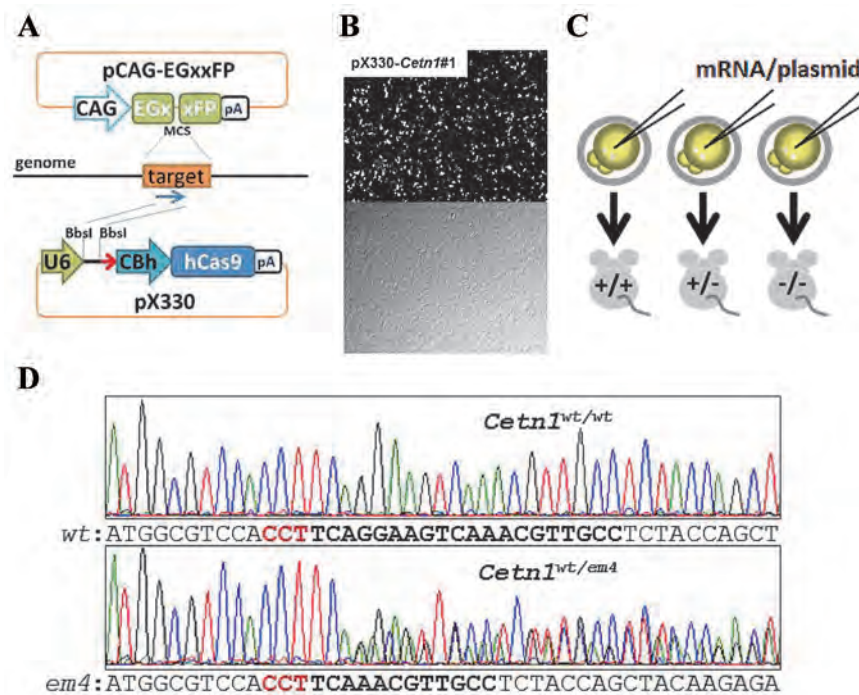 A
pCAG-EGxxFP
CAG
EGx
xFP
pA
MCS
genome
target
BbsI
BbsI
U6
CBh
hCas9
pA
pX330
B
pX330-Cetn1#1
C
mRNA/plasmid
+/+
+/-
-/-
D
Cetn1wt/wt
wt:ATGGCGTCCACCTTCAGGAAGTCAAACGTTGCCTCTACCAGCT
Cetn1wt/em4
em4:ATGGCGTCCACCTTCAAACGTTGCCTCTACCAGCTACAAGAGA